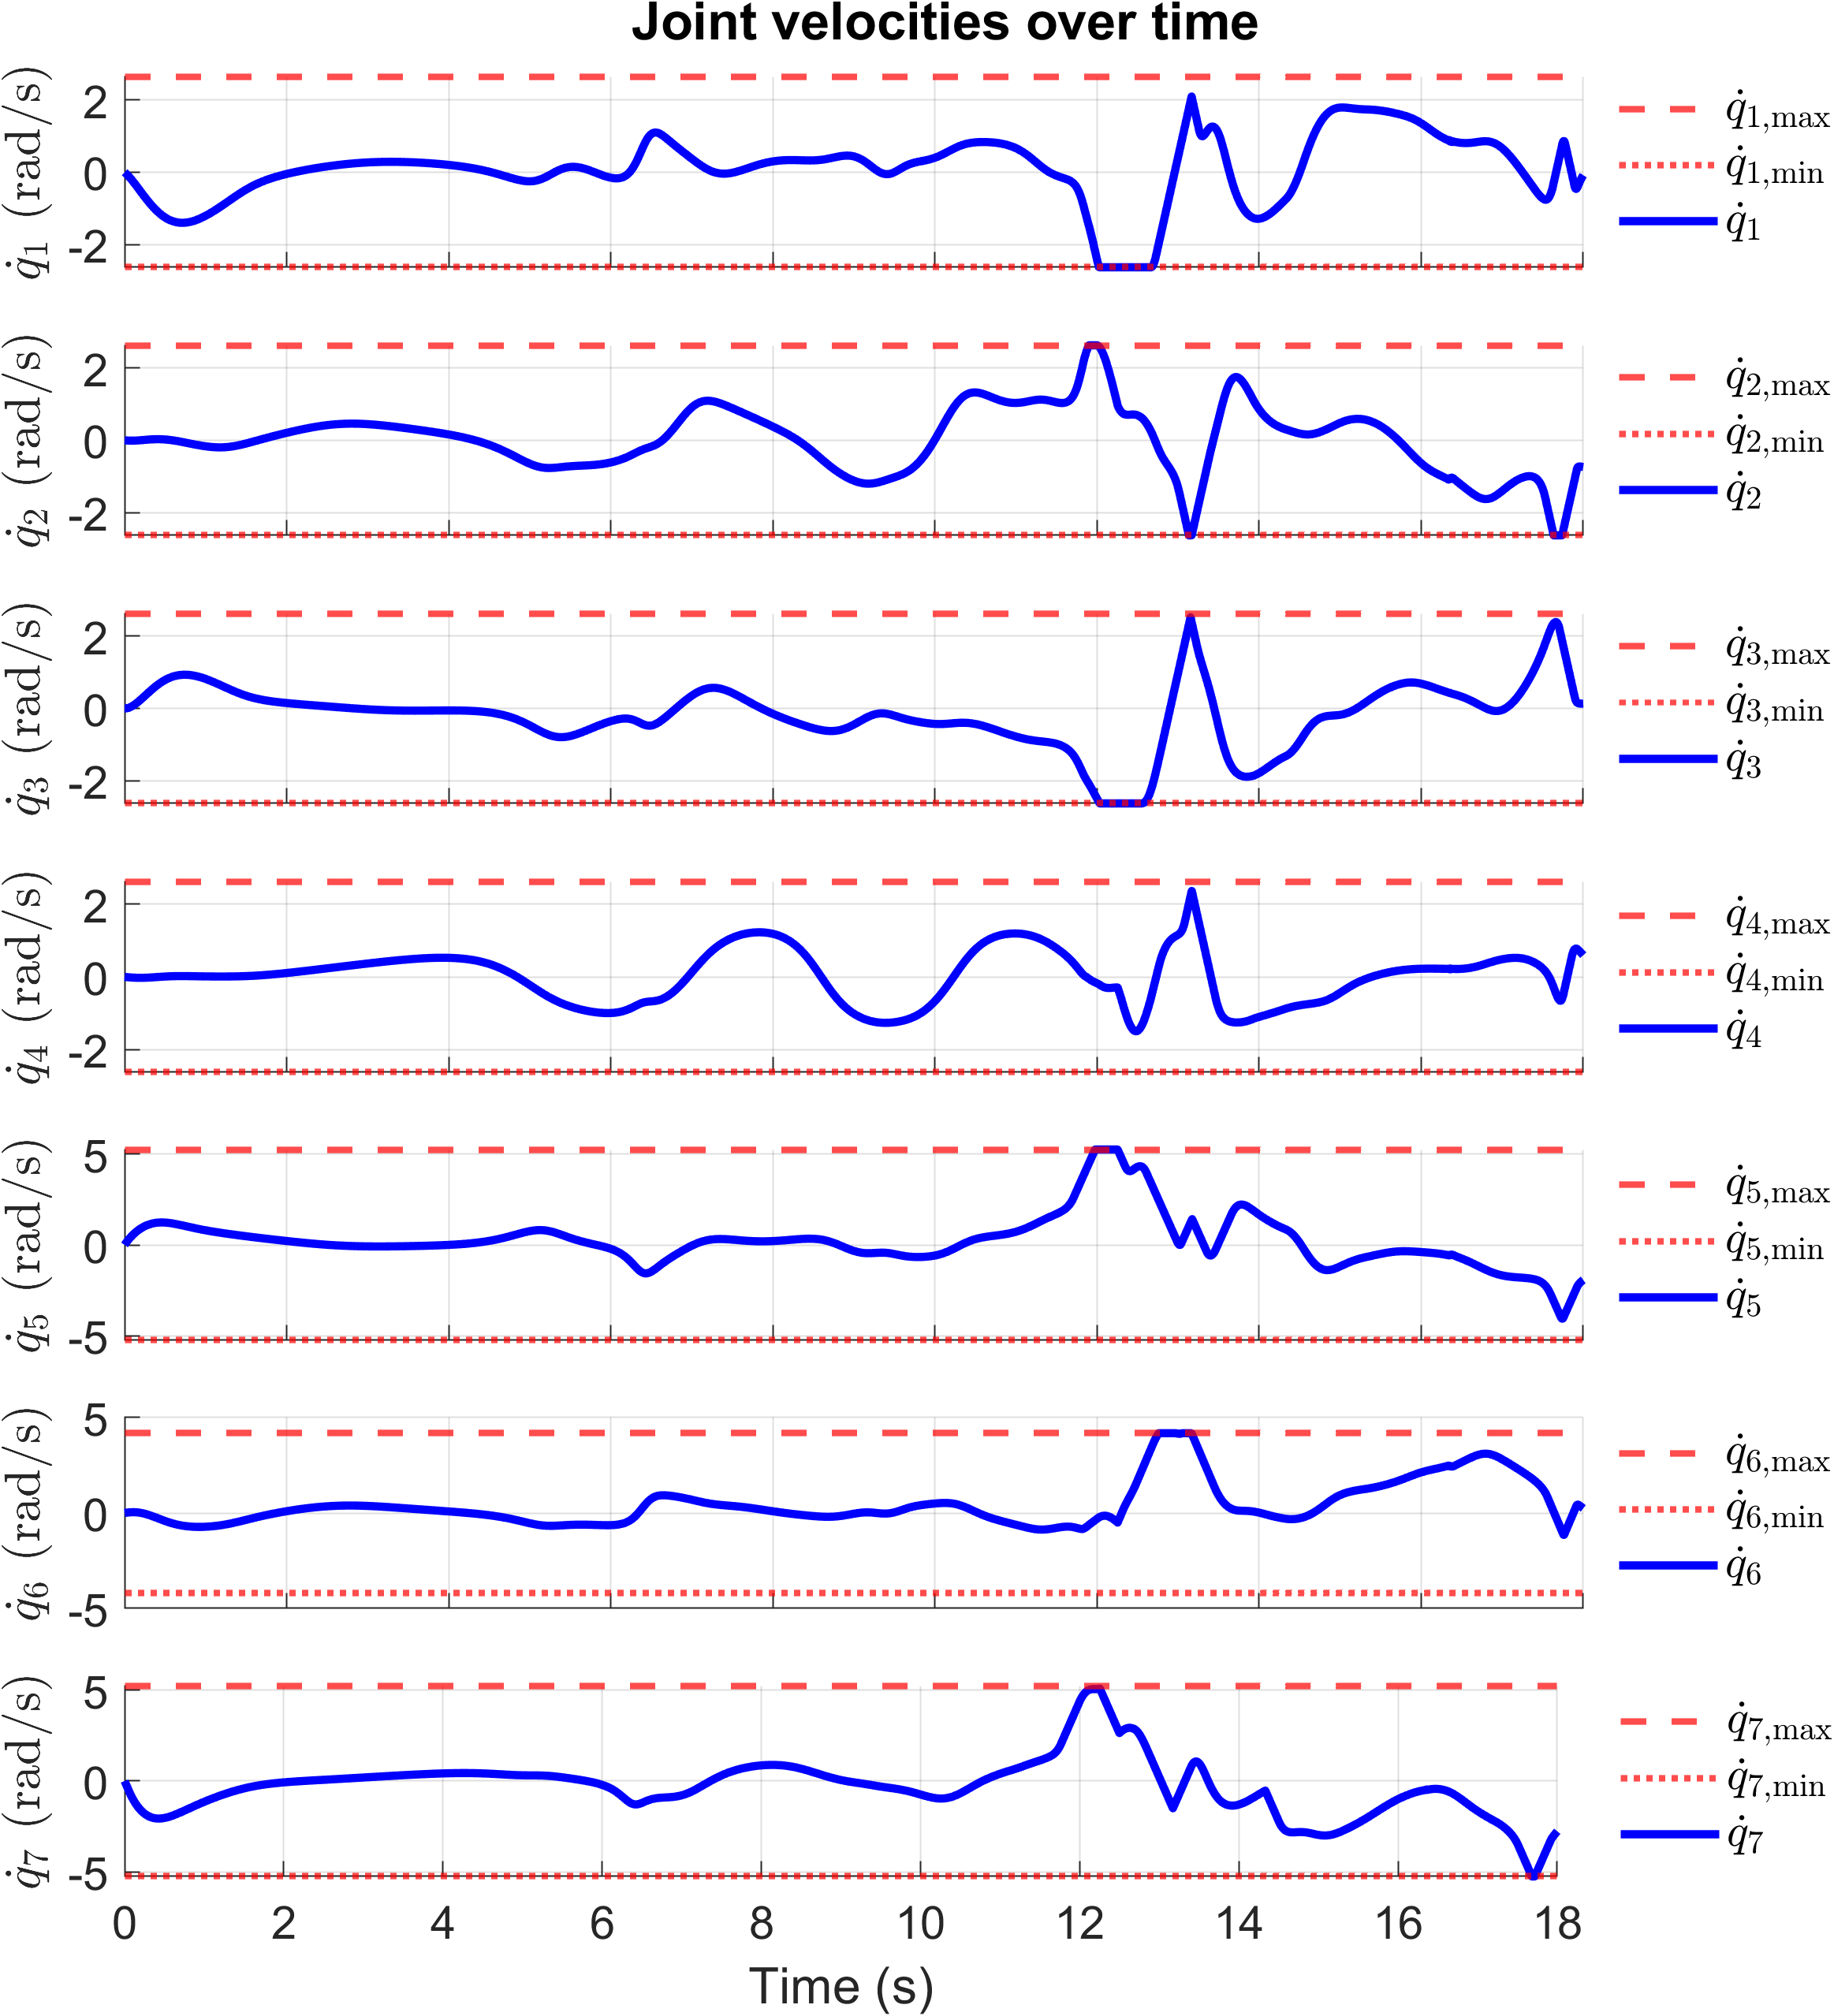 Joint velocities over time
q̇1 (rad/s)
2
0
-2
q̇1,max
q̇1,min
q̇1
q̇2 (rad/s)
2
0
-2
q̇2,max
q̇2,min
q̇2
q̇3 (rad/s)
2
0
-2
q̇3,max
q̇3,min
q̇3
q̇4 (rad/s)
2
0
-2
q̇4,max
q̇4,min
q̇4
q̇5 (rad/s)
5
0
-5
q̇5,max
q̇5,min
q̇5
q̇6 (rad/s)
5
0
-5
q̇6,max
q̇6,min
q̇6
q̇7 (rad/s)
5
0
-5
q̇7,max
q̇7,min
q̇7
0 2 4 6 8 10 12 14 16 18
Time (s)